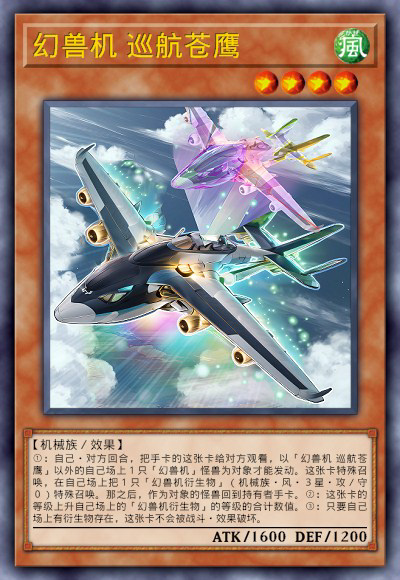 幻兽机 巡航苍鹰
風
【机械族／效果】
①：自己·对方回合，把手卡的这张卡给对方观看，以「幻兽机 巡航苍
鹰」以外的自己场上1只「幻兽机」怪兽为对象才能发动。这张卡特殊召
唤，在自己场上把1只「幻兽机衍生物」（机械族·风·3星·攻／守
0）特殊召唤。那之后，作为对象的怪兽回到持有者手卡。②：这张卡的
等级上升自己场上的「幻兽机衍生物」的等级的合计数值。③：只要自己
场上有衍生物存在，这张卡不会被战斗·效果破坏。
ATK/1600 DEF/1200